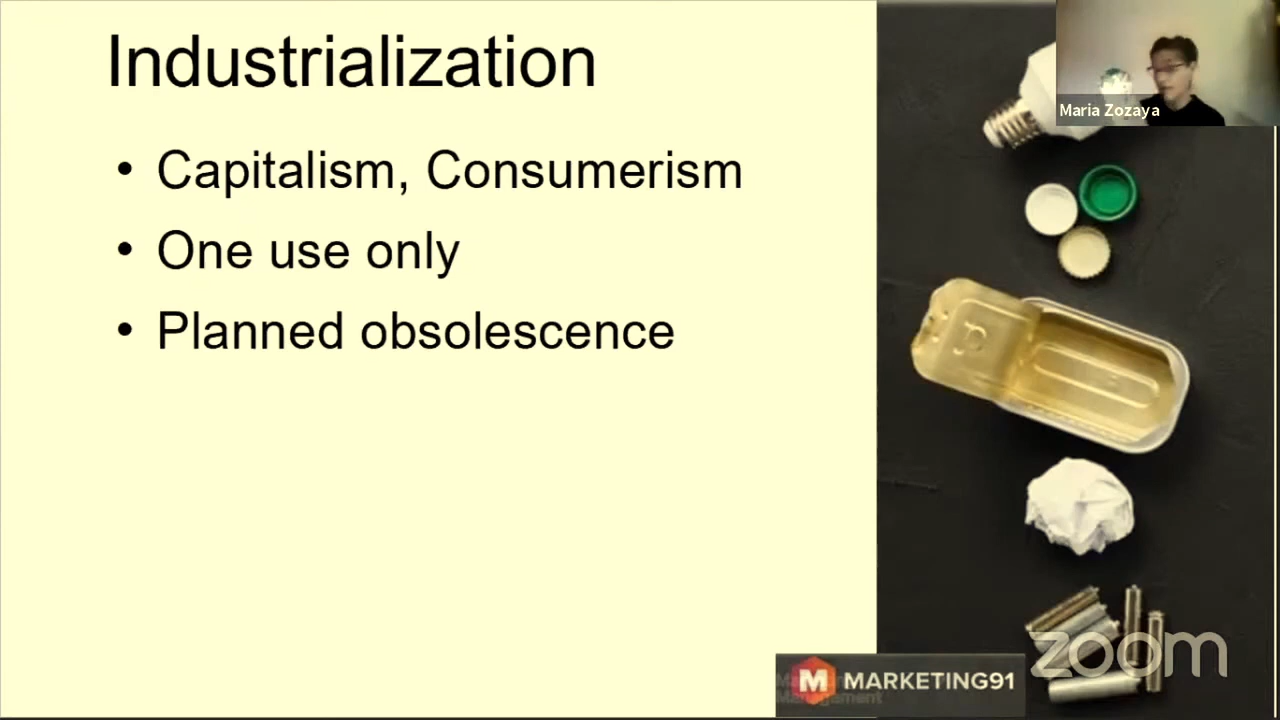 Industrialization
• Capitalism, Consumerism
• One use only
• Planned obsolescence
Maria Zozaya
zoom
M MARKETING91